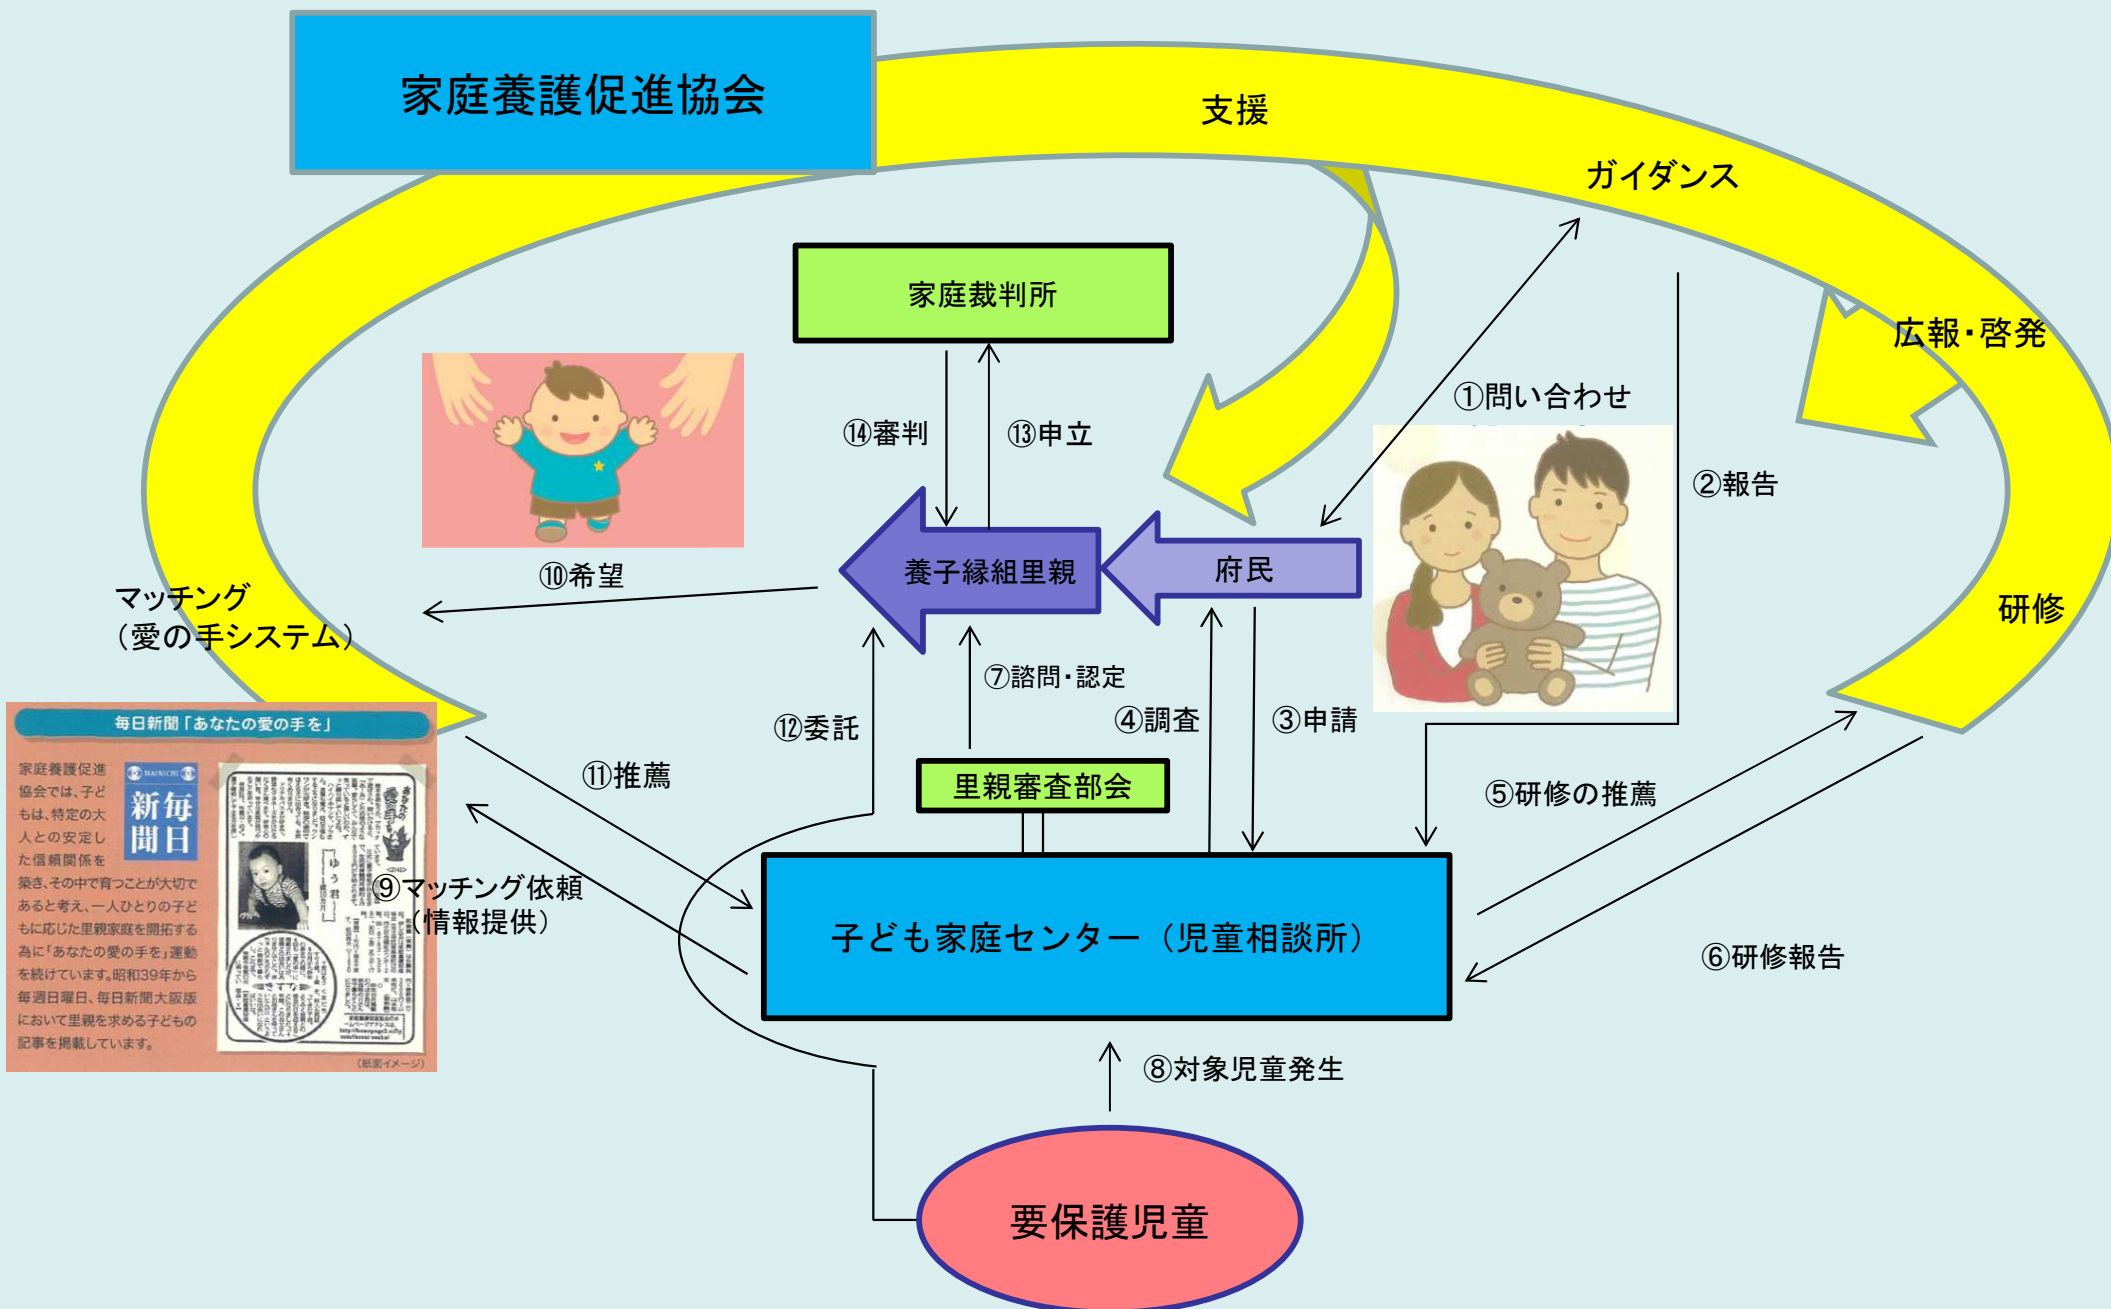 家庭養護促進協会
支援
ガイダンス
広報・啓発
研修
家庭裁判所
⑭審判
⑬申立
①問い合わせ
②報告
養子縁組里親
府民
⑩希望
マッチング
（愛の手システム）
⑦諮問・認定
⑫委託
④調査
③申請
⑪推薦
里親審査部会
⑤研修の推薦
⑨マッチング依頼
（情報提供）
子ども家庭センター（児童相談所）
⑥研修報告
⑧対象児童発生
要保護児童
毎日新聞「あなたの愛の手を」
家庭養護促進
協会では、子ど
もは、特定の大
人との安定し
た信頼関係を
築き、その中で育つことが大切で
あると考え、一人ひとりの子ど
もに応じた里親家庭を開拓する
為に「あなたの愛の手を」運動
を続けています。昭和39年から
毎週日曜日、毎日新聞大阪版
において里親を求める子どもの
記事を掲載しています。
MAINICHI
毎日
新聞
あなたの
ゆう君
（紙面イメージ）